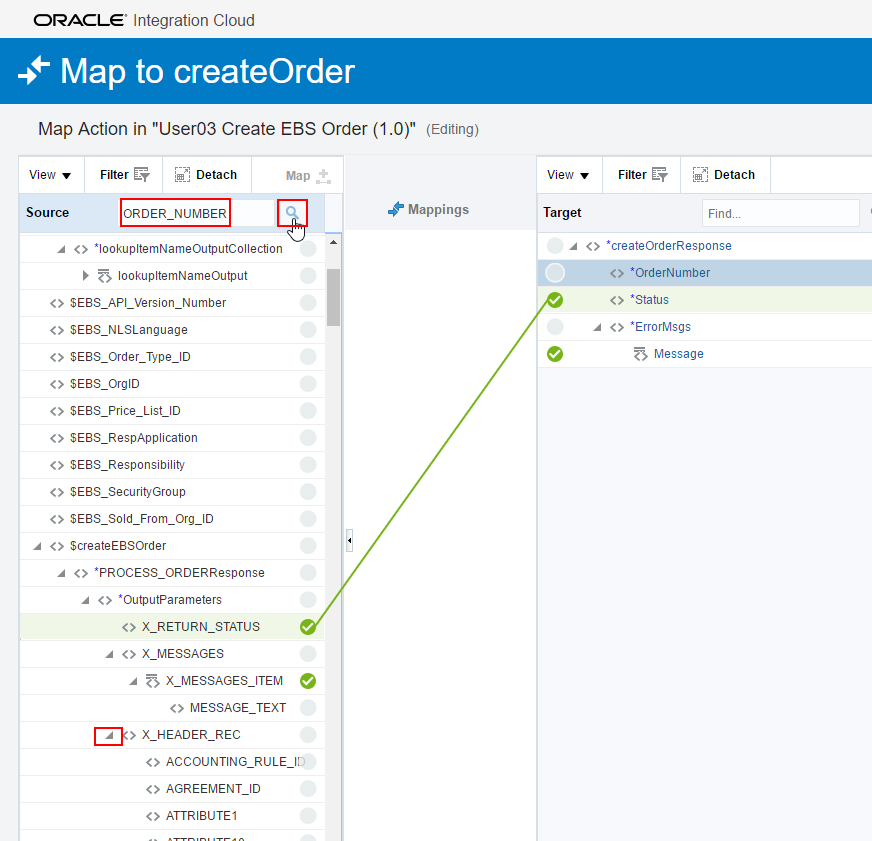 ORACLE® Integration Cloud
Map to createOrder
Map Action in "User03 Create EBS Order (1.0)" (Editing)
View Filter Detach Map
Source ORDER_NUMBER
*lookupItemNameOutputCollection
lookupItemNameOutput
$EBS_API_Version_Number
$EBS_NLSLanguage
$EBS_Order_Type_ID
$EBS_OrgID
$EBS_Price_List_ID
$EBS_RespApplication
$EBS_Responsibility
$EBS_SecurityGroup
$EBS_Sold_From_Org_ID
$createEBSOrder
*PROCESS_ORDERResponse
*OutputParameters
X_RETURN_STATUS
X_MESSAGES
X_MESSAGES_ITEM
MESSAGE_TEXT
X_HEADER_REC
ACCOUNTING_RULE_ID
AGREEMENT_ID
ATTRIBUTE1
ATTRIBUTE10
Mappings
View Filter Detach
Target Find...
*createOrderResponse
*OrderNumber
*Status
*ErrorMsgs
Message